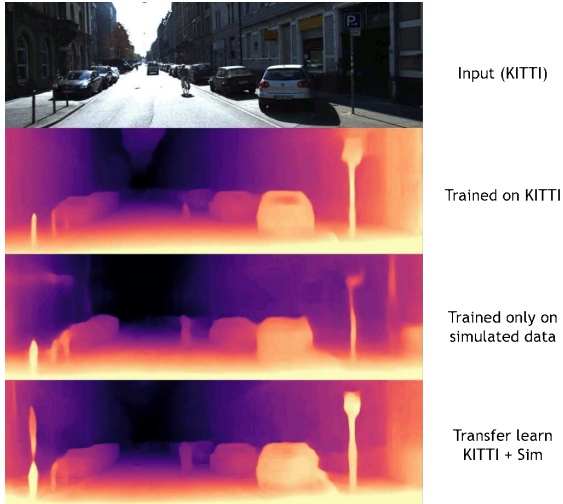 Input (KITTI)
P
Trained on KITTI
Trained only on
simulated data
Transfer learn
KITTI + Sim